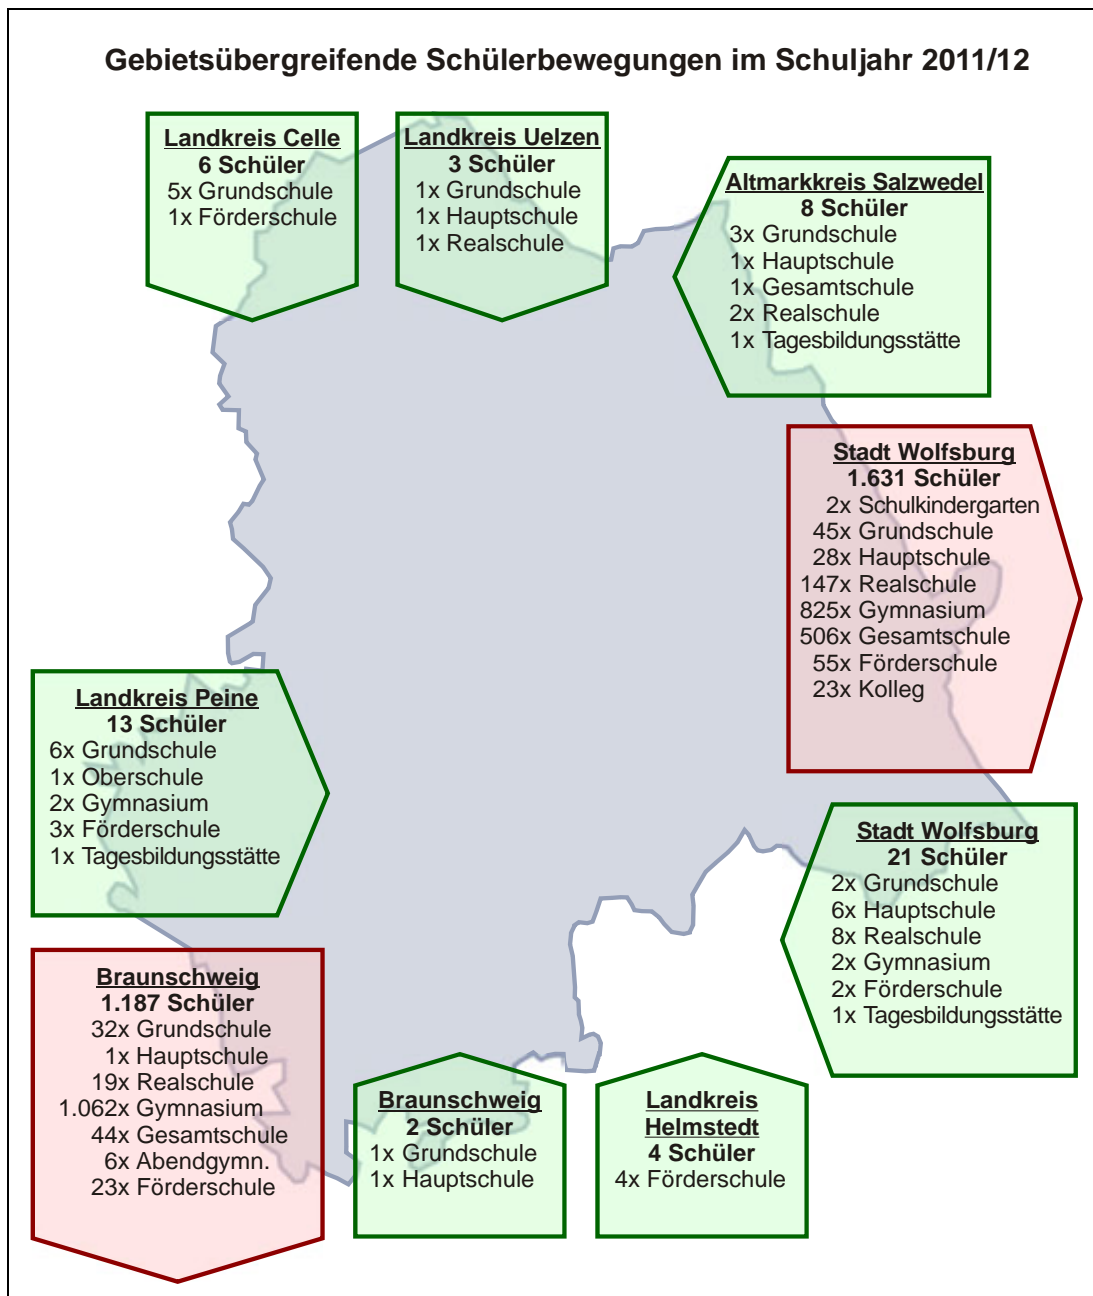 Gebietsübergreifende Schülerbewegungen im Schuljahr 2011/12
Landkreis Celle
6 Schüler
5x Grundschule
1x Förderschule
Landkreis Uelzen
3 Schüler
1x Grundschule
1x Hauptschule
1x Realschule
Altmarkkreis Salzwedel
8 Schüler
3x Grundschule
1x Hauptschule
1x Gesamtschule
2x Realschule
1x Tagesbildungsstätte
Stadt Wolfsburg
1.631 Schüler
2x Schulkindergarten
45x Grundschule
28x Hauptschule
147x Realschule
825x Gymnasium
506x Gesamtschule
55x Förderschule
23x Kolleg
Landkreis Peine
13 Schüler
6x Grundschule
1x Oberschule
2x Gymnasium
3x Förderschule
1x Tagesbildungsstätte
Stadt Wolfsburg
21 Schüler
2x Grundschule
6x Hauptschule
8x Realschule
2x Gymnasium
2x Förderschule
1x Tagesbildungsstätte
Braunschweig
1.187 Schüler
32x Grundschule
1x Hauptschule
19x Realschule
1.062x Gymnasium
44x Gesamtschule
6x Abendgymn.
23x Förderschule
Braunschweig
2 Schüler
1x Grundschule
1x Hauptschule
Landkreis
Helmstedt
4 Schüler
4x Förderschule